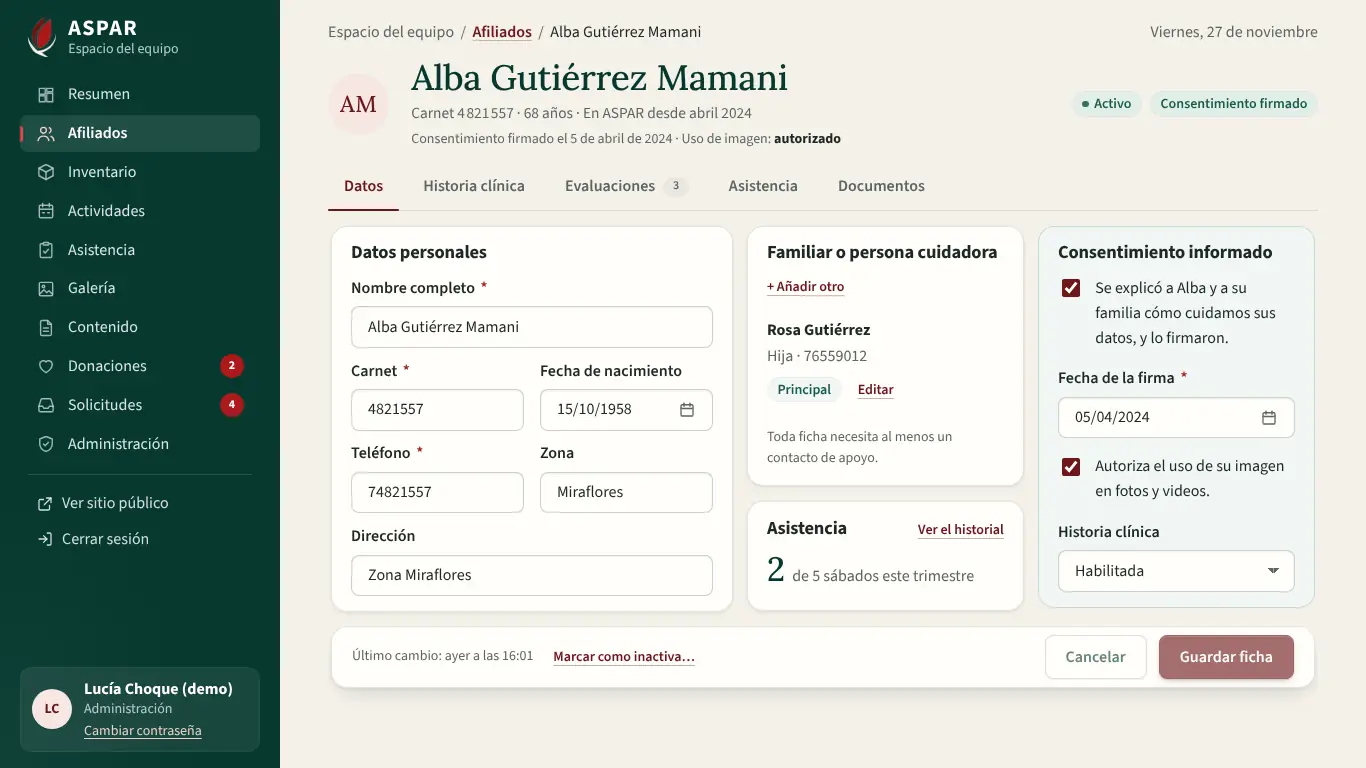 ASPAR
Espacio del equipo
Resumen
Afiliados
Inventario
Actividades
Asistencia
Galería
Contenido
Donaciones 2
Solicitudes 4
Administración
Ver sitio público
Cerrar sesión
LC
Lucía Choque (demo)
Administración
Cambiar contraseña
Espacio del equipo / Afiliados / Alba Gutiérrez Mamani
Viernes, 27 de noviembre
AM
Alba Gutiérrez Mamani
Carnet 4 821 557 · 68 años · En ASPAR desde abril 2024
Consentimiento firmado el 5 de abril de 2024 · Uso de imagen: autorizado
Activo
Consentimiento firmado
Datos
Historia clínica
Evaluaciones 3
Asistencia
Documentos
Datos personales
Nombre completo *
Alba Gutiérrez Mamani
Carnet *
Fecha de nacimiento
4821557
15/10/1958
Teléfono *
Zona
74821557
Miraflores
Dirección
Zona Miraflores
Familiar o persona cuidadora
+ Añadir otro
Rosa Gutiérrez
Hija · 76559012
Principal
Editar
Toda ficha necesita al menos un
contacto de apoyo.
Asistencia
Ver el historial
2 de 5 sábados este trimestre
Consentimiento informado
Se explicó a Alba y a su
familia cómo cuidamos sus
datos, y lo firmaron.
Fecha de la firma *
05/04/2024
Autoriza el uso de su imagen
en fotos y videos.
Historia clínica
Habilitada
Último cambio: ayer a las 16:01
Marcar como inactiva…
Cancelar
Guardar ficha